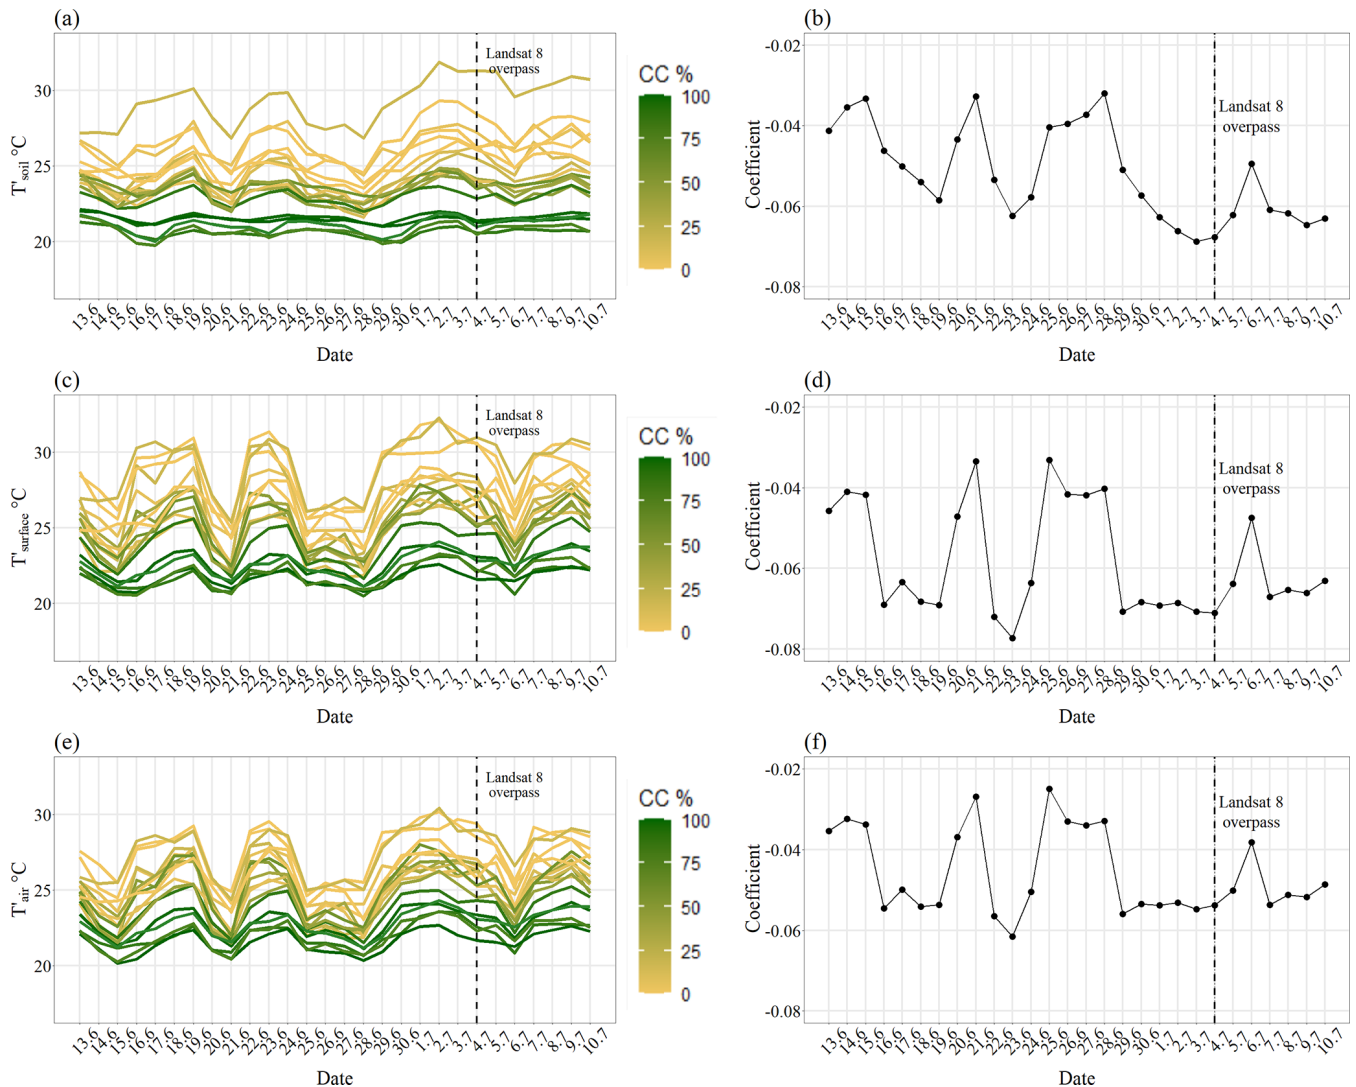 (a)
T'soil °C
30
25
20
Landsat 8
overpass
13.6 14.6 15.6 16.6 17.6 18.6 19.6 20.6 21.6 22.6 23.6 24.6 25.6 26.6 27.6 28.6 29.6 30.6 1.7 2.7 3.7 4.7 5.7 6.7 7.7 8.7 9.7 10.7
Date
CC %
100
75
50
25
0
(b)
Coefficient
-0.02
-0.04
-0.06
-0.08
Landsat 8
overpass
13.6 14.6 15.6 16.6 17.6 18.6 19.6 20.6 21.6 22.6 23.6 24.6 25.6 26.6 27.6 28.6 29.6 30.6 1.7 2.7 3.7 4.7 5.7 6.7 7.7 8.7 9.7 10.7
Date
(c)
T'surface °C
30
25
20
Landsat 8
overpass
13.6 14.6 15.6 16.6 17.6 18.6 19.6 20.6 21.6 22.6 23.6 24.6 25.6 26.6 27.6 28.6 29.6 30.6 1.7 2.7 3.7 4.7 5.7 6.7 7.7 8.7 9.7 10.7
Date
CC %
100
75
50
25
0
(d)
Coefficient
-0.02
-0.04
-0.06
-0.08
Landsat 8
overpass
13.6 14.6 15.6 16.6 17.6 18.6 19.6 20.6 21.6 22.6 23.6 24.6 25.6 26.6 27.6 28.6 29.6 30.6 1.7 2.7 3.7 4.7 5.7 6.7 7.7 8.7 9.7 10.7
Date
(e)
T'air °C
30
25
20
Landsat 8
overpass
13.6 14.6 15.6 16.6 17.6 18.6 19.6 20.6 21.6 22.6 23.6 24.6 25.6 26.6 27.6 28.6 29.6 30.6 1.7 2.7 3.7 4.7 5.7 6.7 7.7 8.7 9.7 10.7
Date
CC %
100
75
50
25
0
(f)
Coefficient
-0.02
-0.04
-0.06
-0.08
Landsat 8
overpass
13.6 14.6 15.6 16.6 17.6 18.6 19.6 20.6 21.6 22.6 23.6 24.6 25.6 26.6 27.6 28.6 29.6 30.6 1.7 2.7 3.7 4.7 5.7 6.7 7.7 8.7 9.7 10.7
Date